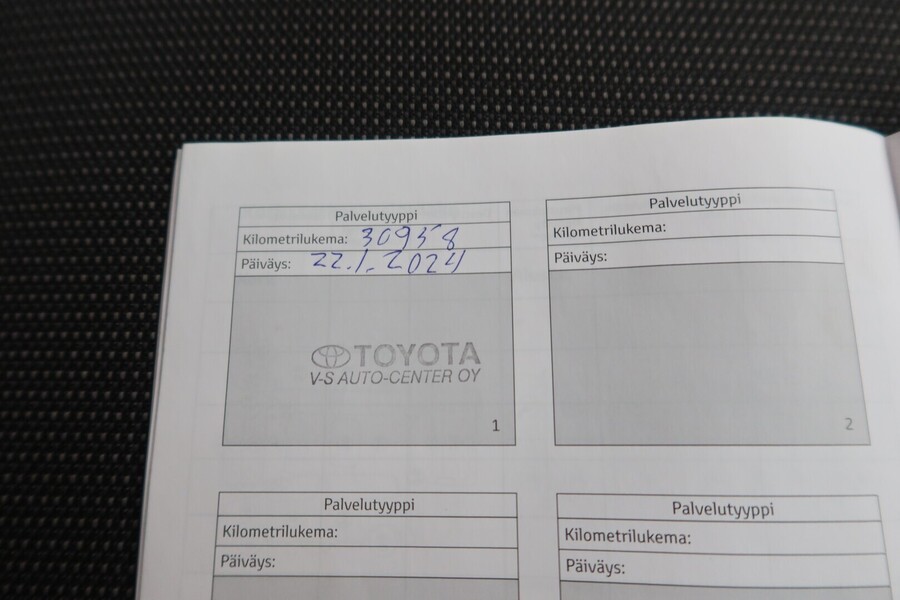 Palvelutyyppi
Kilometrilukema: 30958
Päiväys: 22.1.2024
TOYOTA
V-S AUTO-CENTER OY
1
Palvelutyyppi
Kilometrilukema:
Päiväys:
2
Palvelutyyppi
Kilometrilukema:
Päiväys:
Palvelutyyppi
Kilometrilukema:
Päiväys: